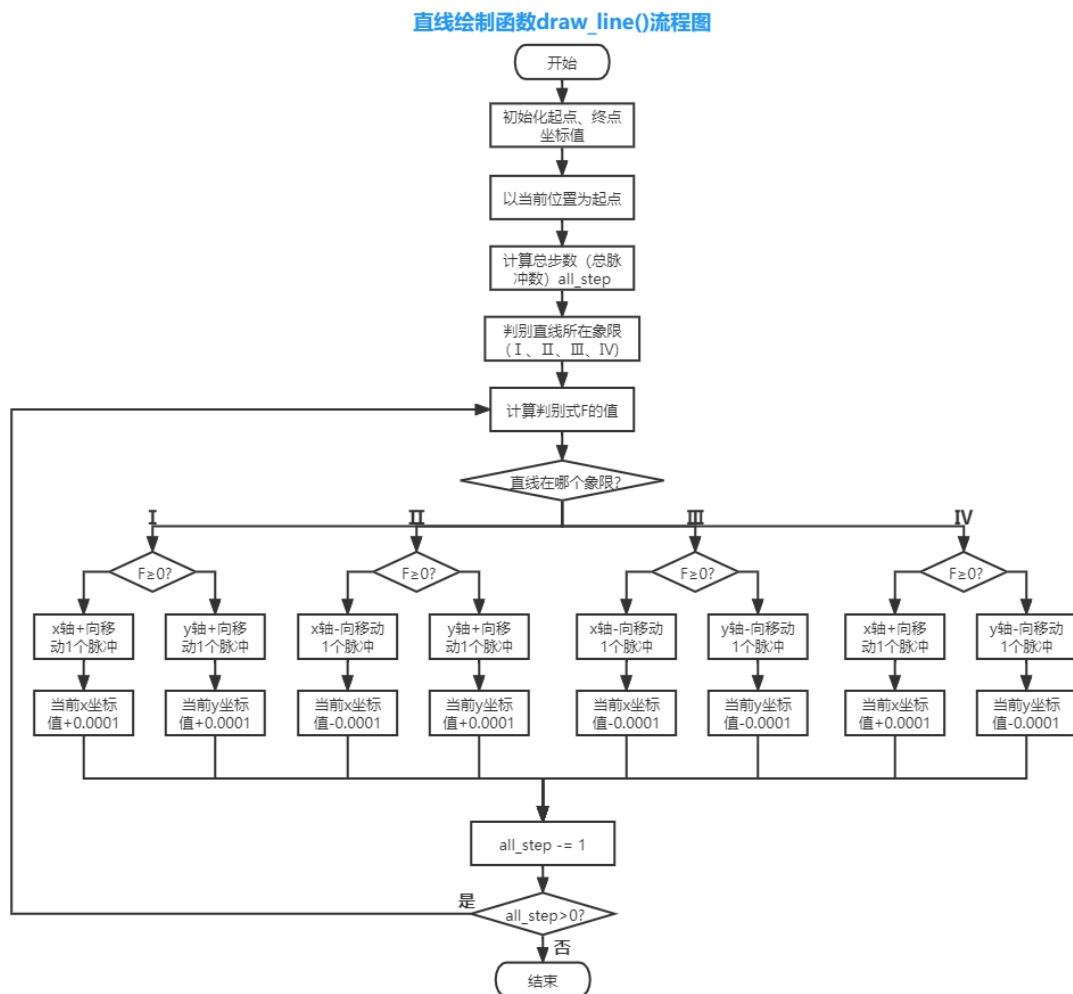 直线绘制函数draw_line()流程图
开始
初始化起点、终点
坐标值
以当前位置为起点
计算总步数（总脉
冲数）all_step
判别直线所在象限
(Ⅰ、Ⅱ、Ⅲ、Ⅳ)
计算判别式F的值
直线在哪个象限?
Ⅰ
Ⅱ
Ⅲ
Ⅳ
F≥0?
F≥0?
F≥0?
F≥0?
x轴+向移
动1个脉冲
y轴+向移
动1个脉冲
x轴-向移动
1个脉冲
y轴+向移
动1个脉冲
x轴-向移动
1个脉冲
y轴-向移动
1个脉冲
x轴+向移
动1个脉冲
y轴-向移动
1个脉冲
当前x坐标
值+0.0001
当前y坐标
值+0.0001
当前x坐标
值-0.0001
当前y坐标
值+0.0001
当前x坐标
值-0.0001
当前y坐标
值-0.0001
当前x坐标
值+0.0001
当前y坐标
值-0.0001
all_step -= 1
是
all_step>0?
否
结束